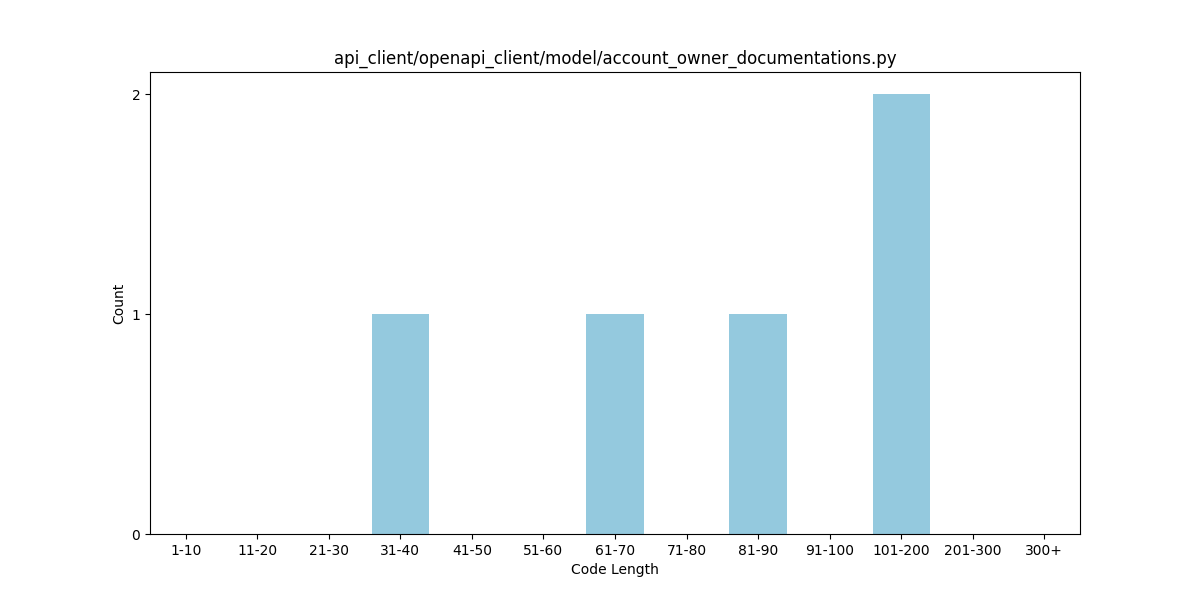 api_client/openapi_client/model/account_owner_documentations.py
2
1
0
Count
1-10 11-20 21-30 31-40 41-50 51-60 61-70 71-80 81-90 91-100 101-200 201-300 300+
Code Length